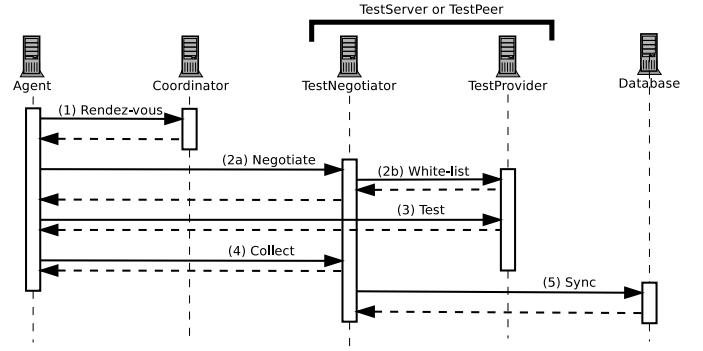 TestServer or TestPeer
Agent
Coordinator
TestNegotiator
TestProvider
Database
(1) Rendez-vous
(2a) Negotiate
(2b) White-list
(3) Test
(4) Collect
(5) Sync